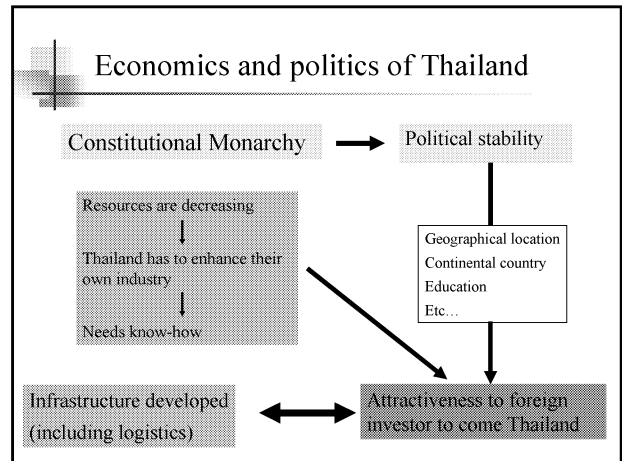 Economics and politics of Thailand
Constitutional Monarchy
Political stability
Resources are decreasing
Thailand has to enhance their
own industry
Needs know-how
Geographical location
Continental country
Education
Etc…
Infrastructure developed
(including logistics)
Attractiveness to foreign
investor to come Thailand